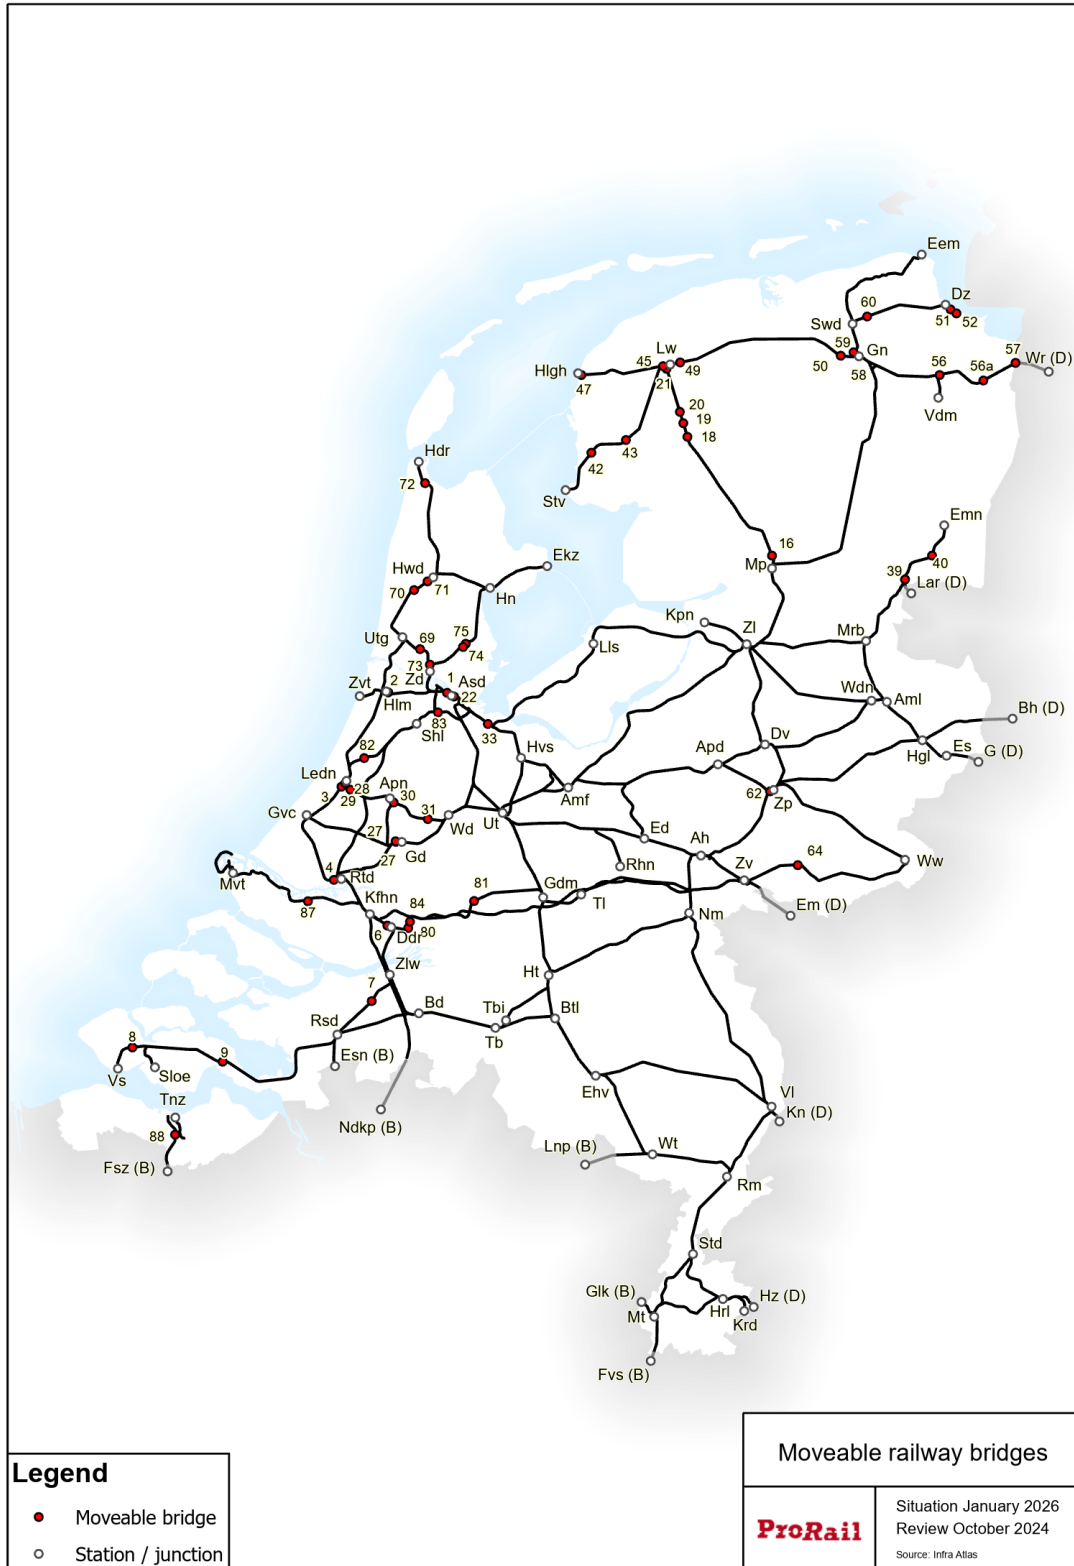 Eem
Dz
60
51
52
Swd
59
Gn
50
58
57
Wr (D)
56
56a
Vdm
Lw
45
49
21
Hlgh
47
20
19
18
43
42
Stv
Hdr
72
Emn
16
Mp
40
39
Lar (D)
Ekz
Hwd
71
70
Hn
Kpn
Zl
Mrb
Utg
69
75
74
Lls
73
Zd
Zvt
2
Hlm
1
Asd
22
83
Shl
33
Wdn
Aml
Bh (D)
Dv
Hgl
Es
G (D)
82
Hvs
Apd
Ledn
28
3
29
Apn
30
Amf
62
Zp
Gvc
31
Wd
Ut
27
Gd
27
Ed
Ah
Rhn
64
Ww
Zv
4
Rtd
Mvt
Kfhn
81
Gdm
Tl
Em (D)
87
84
6
Ddr
80
Nm
Zlw
7
Ht
Rsd
Bd
Tbi
Btl
Tb
8
9
Esn (B)
Vs
Sloe
Tnz
Ehv
Ndkp (B)
Vl
Kn (D)
88
Fsz (B)
Lnp (B)
Wt
Rm
Std
Glk (B)
Hz (D)
Mt
Hrl
Krd
Fvs (B)
Moveable railway bridges
ProRail
Situation January 2026
Review October 2024
Source: Infra Atlas
Legend
Moveable bridge
Station / junction